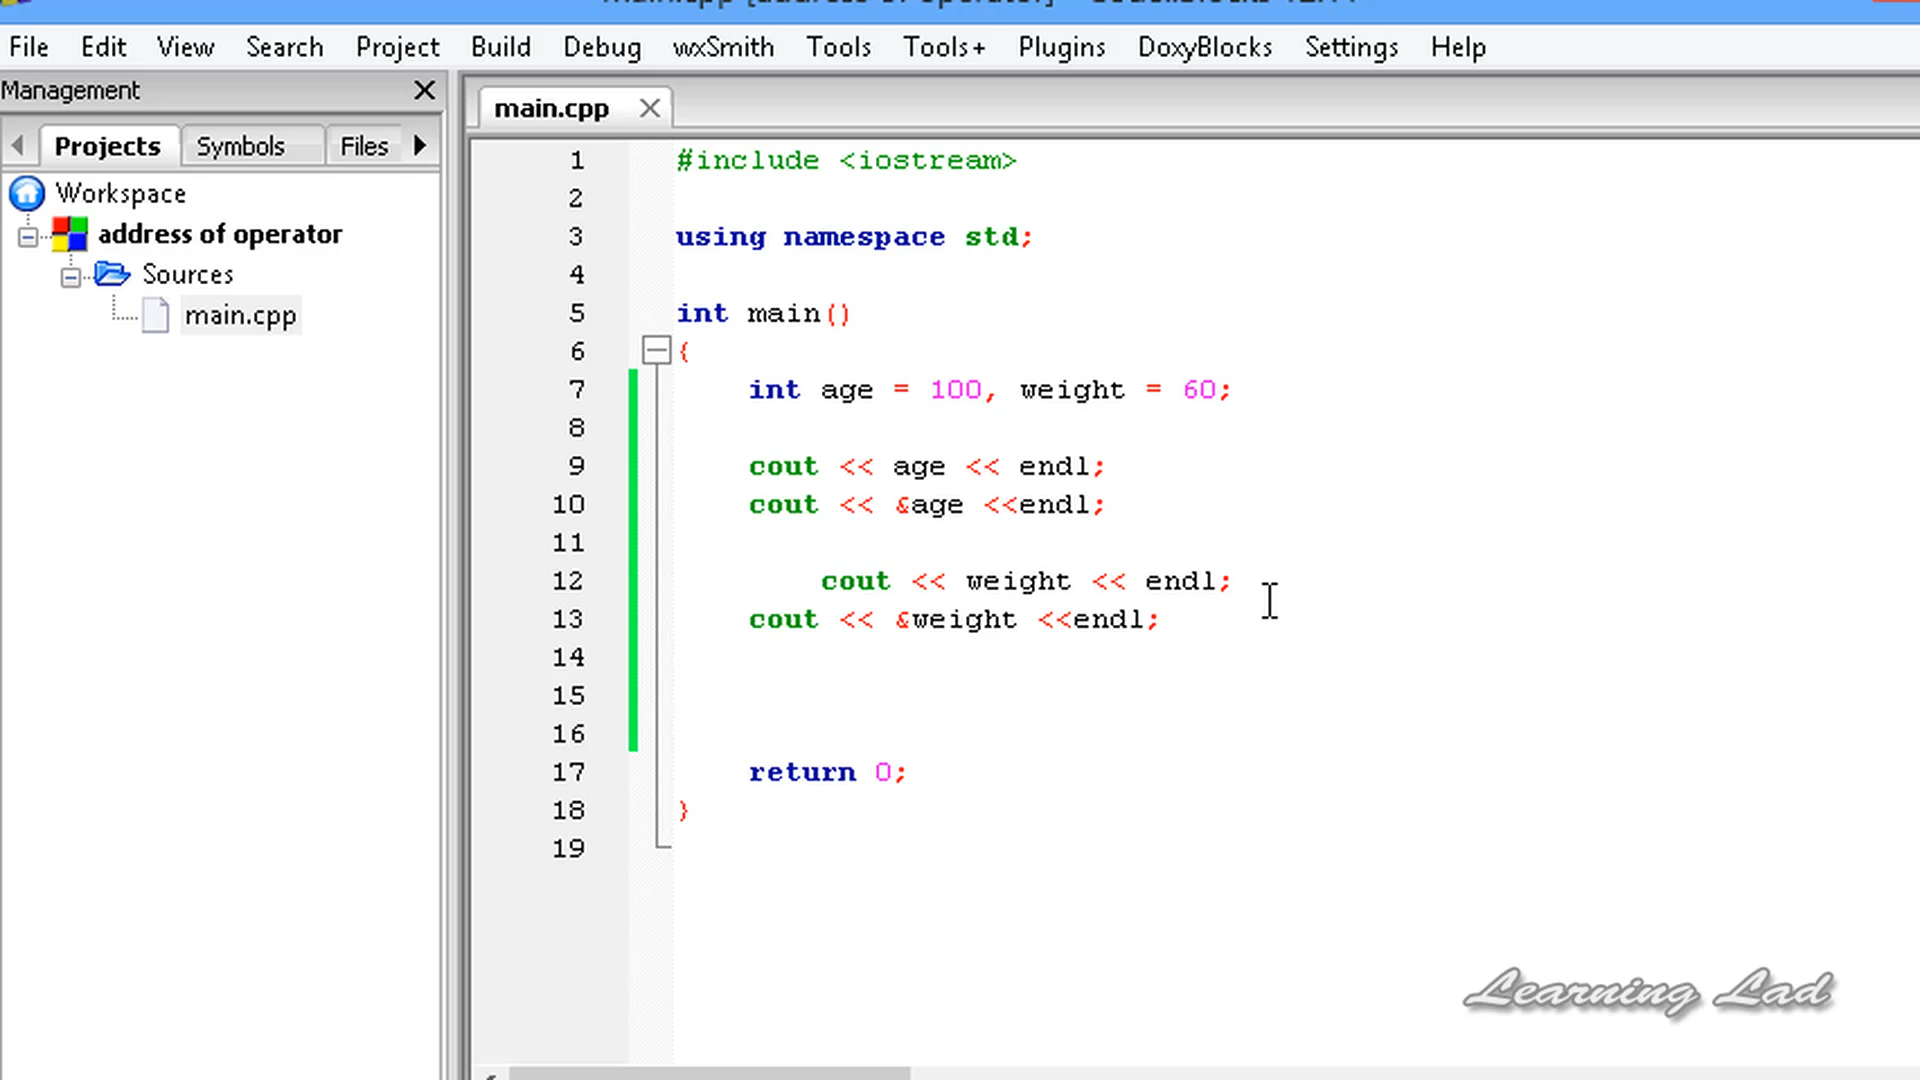 File Edit View Search Project Build Debug wxSmith Tools Tools+ Plugins DoxyBlocks Settings Help
Management
Projects Symbols Files
Workspace
address of operator
Sources
main.cpp
main.cpp
1 #include <iostream>
2
3 using namespace std;
4
5 int main()
6 {
7 int age = 100, weight = 60;
8
9 cout << age << endl;
10 cout << &age <<endl;
11
12 cout << weight << endl;
13 cout << &weight <<endl;
14
15
16
17 return 0;
18 }
19
Learning Lad